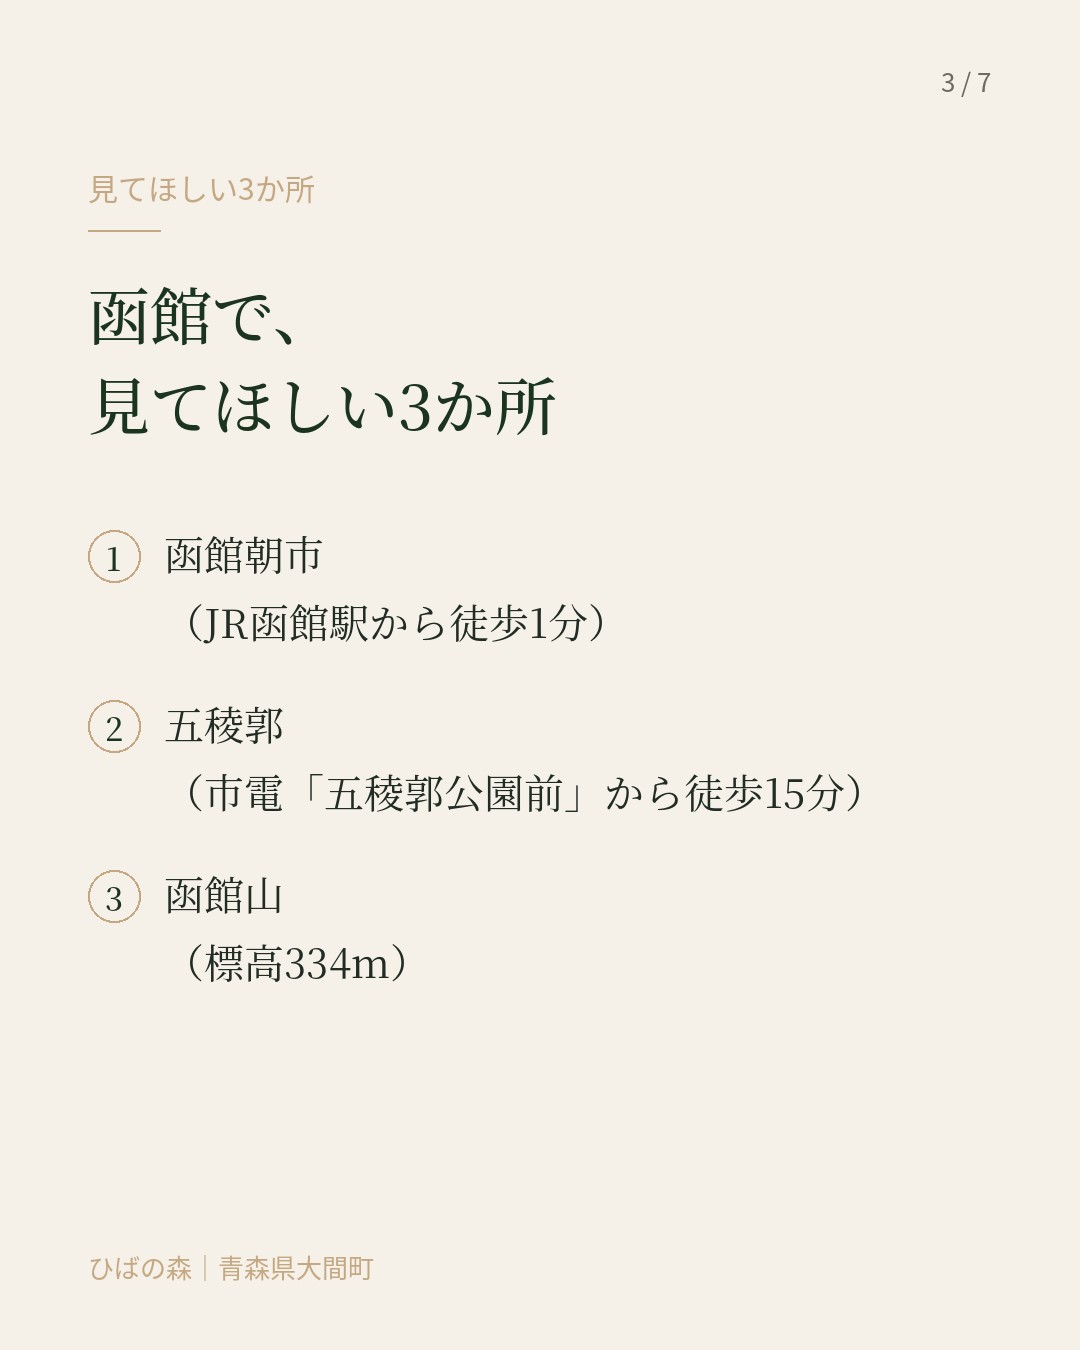 3 / 7
見てほしい3か所
函館で、
見てほしい3か所
1 函館朝市
（JR函館駅から徒歩1分）
2 五稜郭
（市電「五稜郭公園前」から徒歩15分）
3 函館山
（標高334m）
ひばの森｜青森県大間町